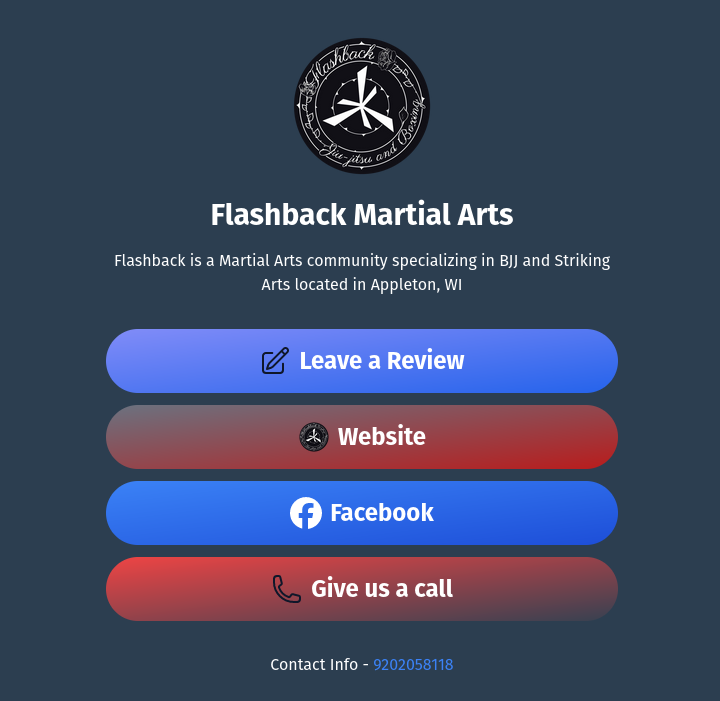 Flashback
Jiu-jitsu and Boxing
Flashback Martial Arts
Flashback is a Martial Arts community specializing in BJJ and Striking
Arts located in Appleton, WI
Leave a Review
Website
Facebook
Give us a call
Contact Info - 9202058118